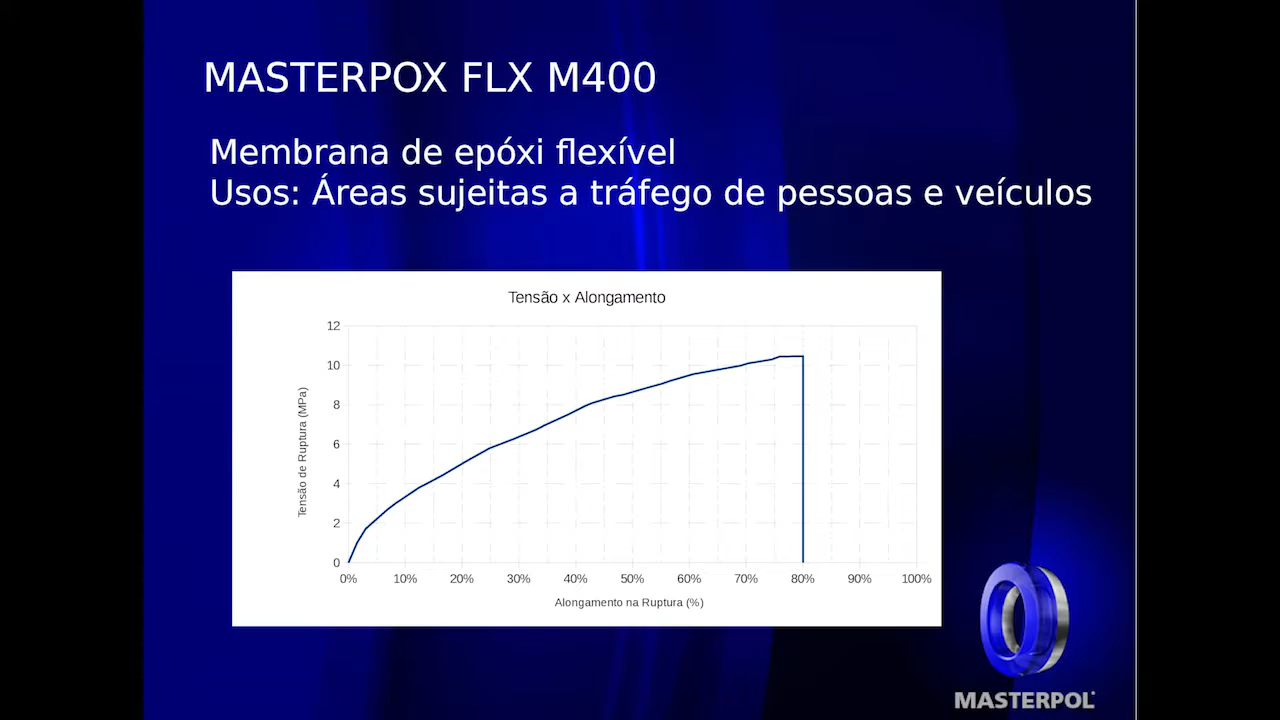 MASTERPOX FLX M400
Membrana de epóxi flexível
Usos: Áreas sujeitas a tráfego de pessoas e veículos
Tensão x Alongamento
12
10
8
6
4
2
0
Tensão de Ruptura (MPa)
0% 10% 20% 30% 40% 50% 60% 70% 80% 90% 100%
Alongamento na Ruptura (%)
MASTERPOL